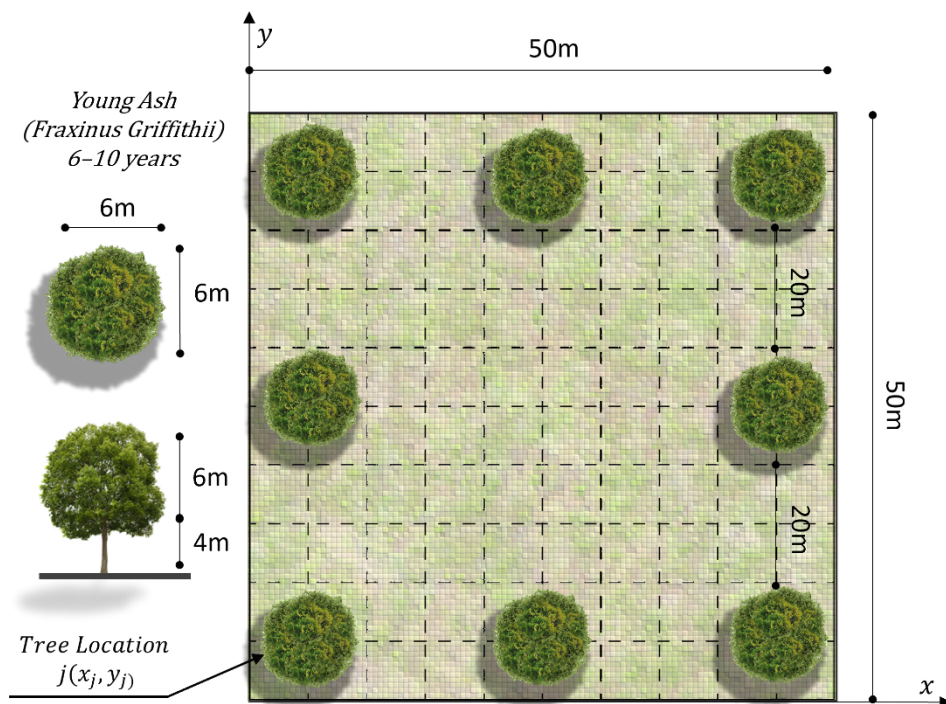 y
50m
Young Ash
(Fraxinus Griffithii)
6–10 years
6m
6m
20m
50m
6m
4m
20m
Tree Location
j(xⱼ, yⱼ)
x